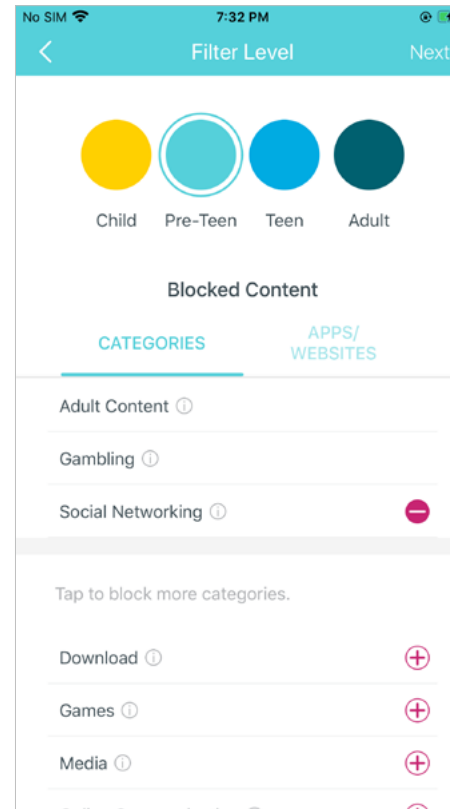 No SIM 7:32 PM
Filter Level Next
Child Pre-Teen Teen Adult
Blocked Content
CATEGORIES
APPS/
WEBSITES
Adult Content
Gambling
Social Networking
Tap to block more categories.
Download
Games
Media